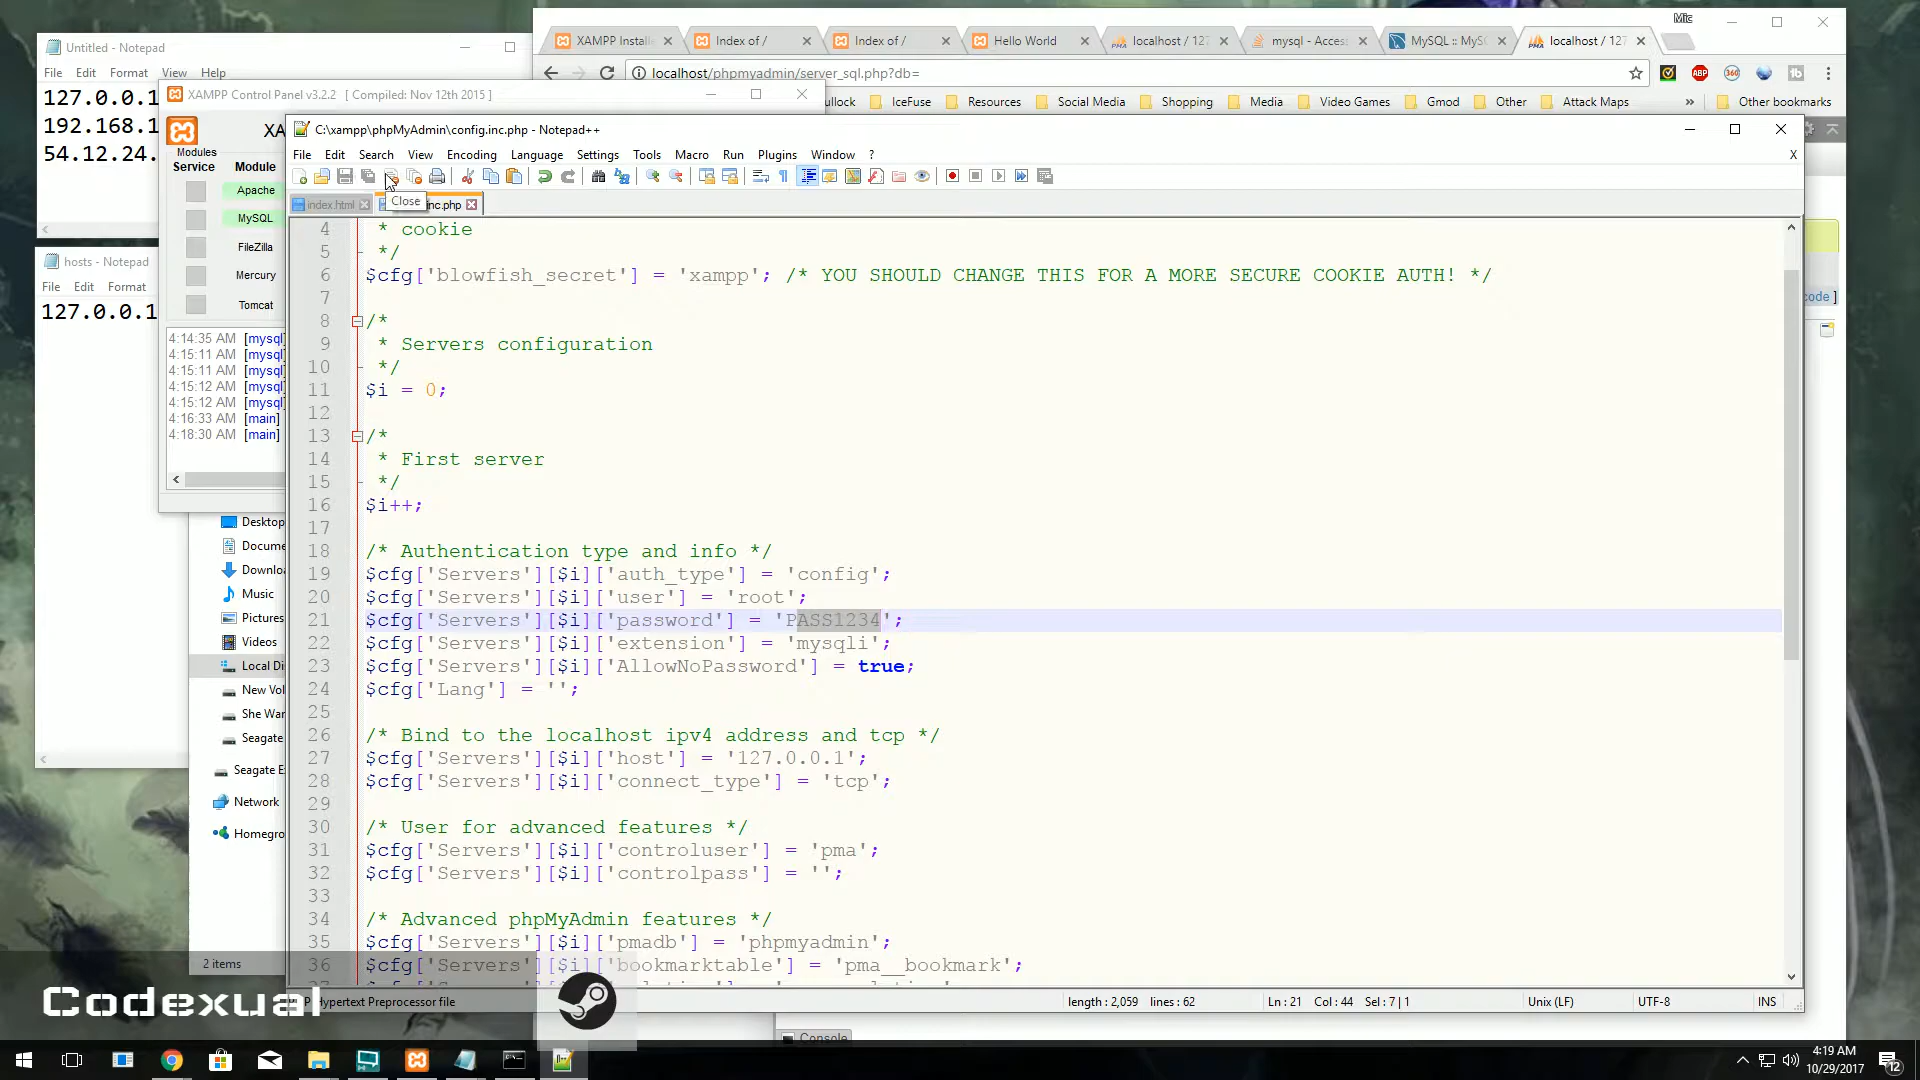 Untitled - Notepad
File Edit Format View Help
127.0.0.1
192.168.1
54.12.24.
XAMPP Control Panel v3.2.2 [ Compiled: Nov 12th 2015 ]
XA
Modules
Service Module
Apache
MySQL
FileZilla
Mercury
Tomcat
4:14:35 AM [mysql
4:15:11 AM [mysql
4:15:11 AM [mysql
4:15:12 AM [mysql
4:15:12 AM [mysql
4:16:33 AM [main]
4:18:30 AM [main]
hosts - Notepad
File Edit Format
127.0.0.1
Desktop
Docume
Downloa
Music
Pictures
Videos
Local Di
New Vol
She War
Seagate
Seagate E
Network
Homegro
2 items
Mic
XAMPP Installe
Index of /
Index of /
Hello World
localhost / 127
mysql - Access
MySQL :: MySC
localhost / 127
localhost/phpmyadmin/server_sql.php?db=
ABP
360
ullock IceFuse Resources Social Media Shopping Media Video Games Gmod Other Attack Maps » Other bookmarks
code ]
Console
C:\xampp\phpMyAdmin\config.inc.php - Notepad++
File Edit Search View Encoding Language Settings Tools Macro Run Plugins Window ? X
index.html
inc.php
Close
4 * cookie
5 */
6 $cfg['blowfish_secret'] = 'xampp'; /* YOU SHOULD CHANGE THIS FOR A MORE SECURE COOKIE AUTH! */
7
8 /*
9 * Servers configuration
10 */
11 $i = 0;
12
13 /*
14 * First server
15 */
16 $i++;
17
18 /* Authentication type and info */
19 $cfg['Servers'][$i]['auth_type'] = 'config';
20 $cfg['Servers'][$i]['user'] = 'root';
21 $cfg['Servers'][$i]['password'] = 'PASS1234';
22 $cfg['Servers'][$i]['extension'] = 'mysqli';
23 $cfg['Servers'][$i]['AllowNoPassword'] = true;
24 $cfg['Lang'] = '';
25
26 /* Bind to the localhost ipv4 address and tcp */
27 $cfg['Servers'][$i]['host'] = '127.0.0.1';
28 $cfg['Servers'][$i]['connect_type'] = 'tcp';
29
30 /* User for advanced features */
31 $cfg['Servers'][$i]['controluser'] = 'pma';
32 $cfg['Servers'][$i]['controlpass'] = '';
33
34 /* Advanced phpMyAdmin features */
35 $cfg['Servers'][$i]['pmadb'] = 'phpmyadmin';
36 $cfg['Servers'][$i]['bookmarktable'] = 'pma__bookmark';
Hypertext Preprocessor file length : 2,059 lines : 62 Ln : 21 Col : 44 Sel : 7 | 1 Unix (LF) UTF-8 INS
Codexual
4:19 AM
10/29/2017
12